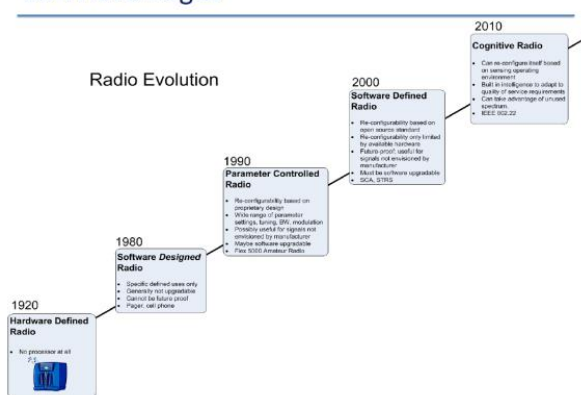 Radio Evolution
1920
Hardware Defined
Radio
• No processor at all
1980
Software Designed
Radio
• Specific defined uses only
• Generally not upgradable
• Cannot be future proof
• Pager, cell phone
1990
Parameter Controlled
Radio
• Re-configurability based on
proprietary design
• Wide range of parameter
settings, tuning, BW, modulation
• Possibly useful for signals not
envisioned by manufacturer
• Maybe software upgradable
• Flex 5000 Amateur Radio
2000
Software Defined
Radio
• Re-configurability based on
open source standard
• Re-configurability only limited
by available hardware
• Future proof: useful for
signals not envisioned by
manufacturer
• Must be software upgradable
• SCA, STRS
2010
Cognitive Radio
• Can re-configure itself based
on sensing operating
environment
• Built in intelligence to adapt to
quality of service requirements
• Can take advantage of unused
spectrum.
• IEEE 802.22